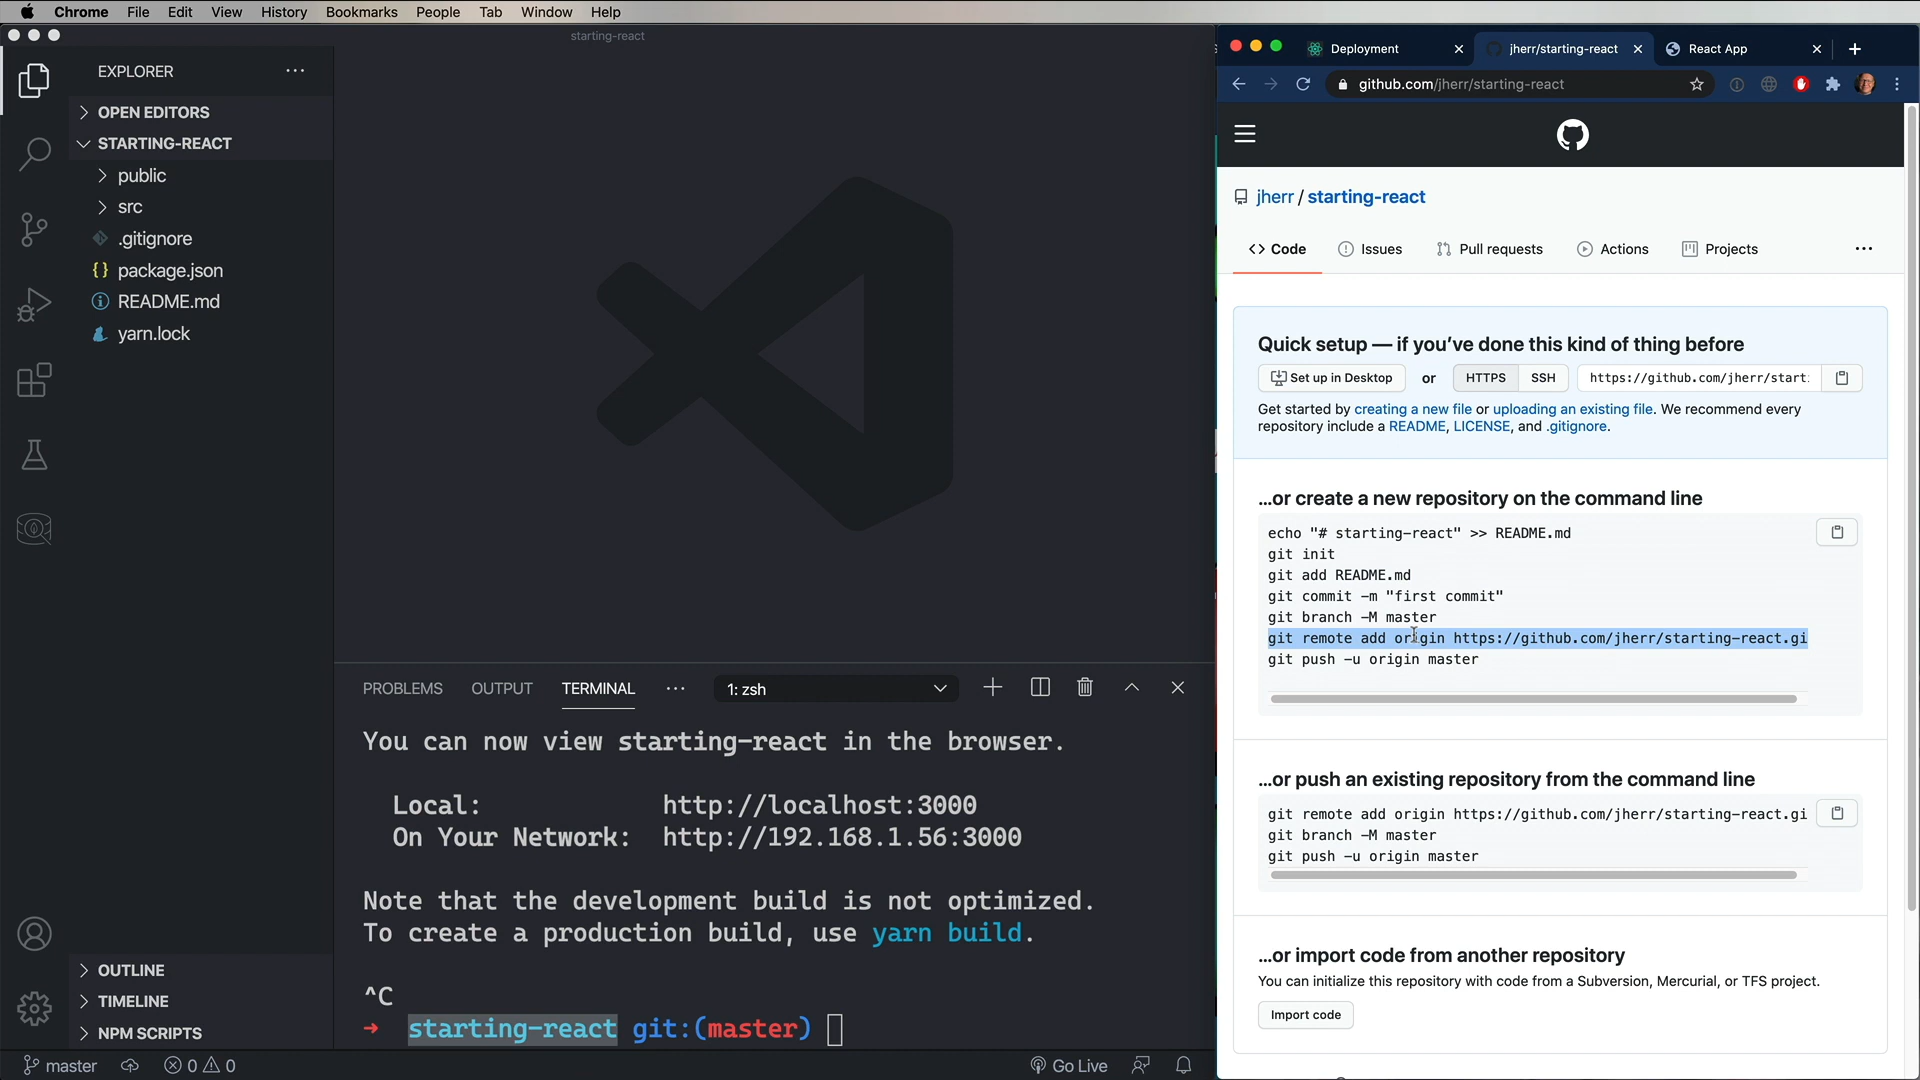 Chrome File Edit View History Bookmarks People Tab Window Help
starting-react
EXPLORER
OPEN EDITORS
STARTING-REACT
public
src
.gitignore
{} package.json
README.md
yarn.lock
OUTLINE
TIMELINE
NPM SCRIPTS
PROBLEMS OUTPUT TERMINAL ··· 1: zsh
You can now view starting-react in the browser.
Local: http://localhost:3000
On Your Network: http://192.168.1.56:3000
Note that the development build is not optimized.
To create a production build, use yarn build.
^C
➜ starting-react git:(master)
master 0 0 Go Live
Deployment jherr/starting-react React App
github.com/jherr/starting-react
jherr / starting-react
<> Code Issues Pull requests Actions Projects ···
Quick setup — if you’ve done this kind of thing before
Set up in Desktop or HTTPS SSH https://github.com/jherr/start
Get started by creating a new file or uploading an existing file. We recommend every
repository include a README, LICENSE, and .gitignore.
…or create a new repository on the command line
echo "# starting-react" >> README.md
git init
git add README.md
git commit -m "first commit"
git branch -M master
git remote add origin https://github.com/jherr/starting-react.gi
git push -u origin master
…or push an existing repository from the command line
git remote add origin https://github.com/jherr/starting-react.gi
git branch -M master
git push -u origin master
…or import code from another repository
You can initialize this repository with code from a Subversion, Mercurial, or TFS project.
Import code